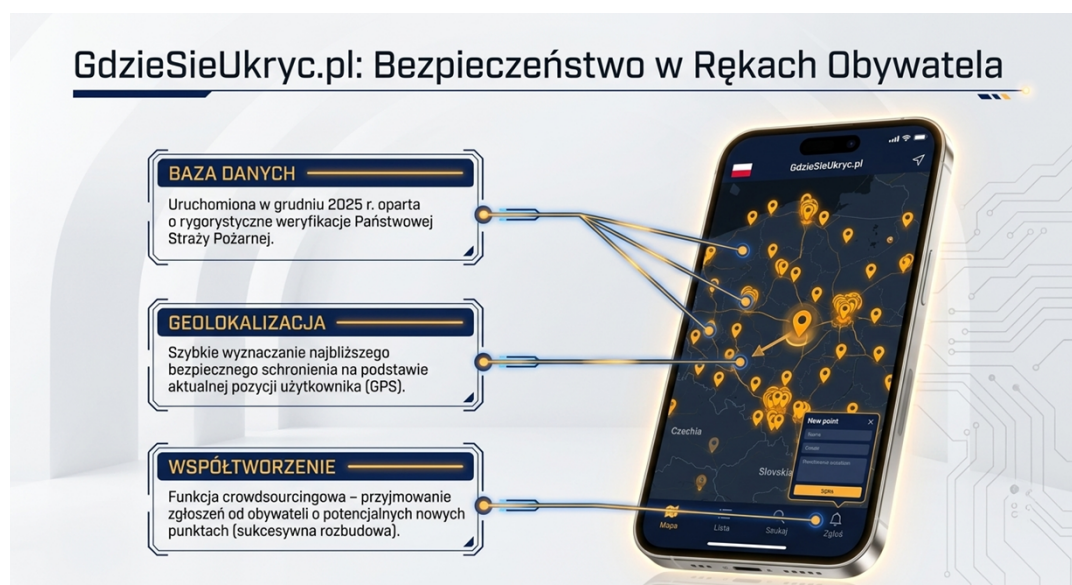 GdzieSieUkryc.pl: Bezpieczeństwo w Rękach Obywatela
BAZA DANYCH
Uruchomiona w grudniu 2025 r. oparta
o rygorystyczne weryfikacje Państwowej
Straży Pożarnej.
GEOLOKALIZACJA
Szybkie wyznaczanie najbliższego
bezpiecznego schronienia na podstawie
aktualnej pozycji użytkownika (GPS).
WSPÓŁTWORZENIE
Funkcja crowdsourcingowa – przyjmowanie
zgłoszeń od obywateli o potencjalnych nowych
punktach (sukcesywna rozbudowa).
GdzieSieUkryc.pl
Czechia
Slovskia
New point
Name
Mapa
Lista
Szukaj
Zgłoś